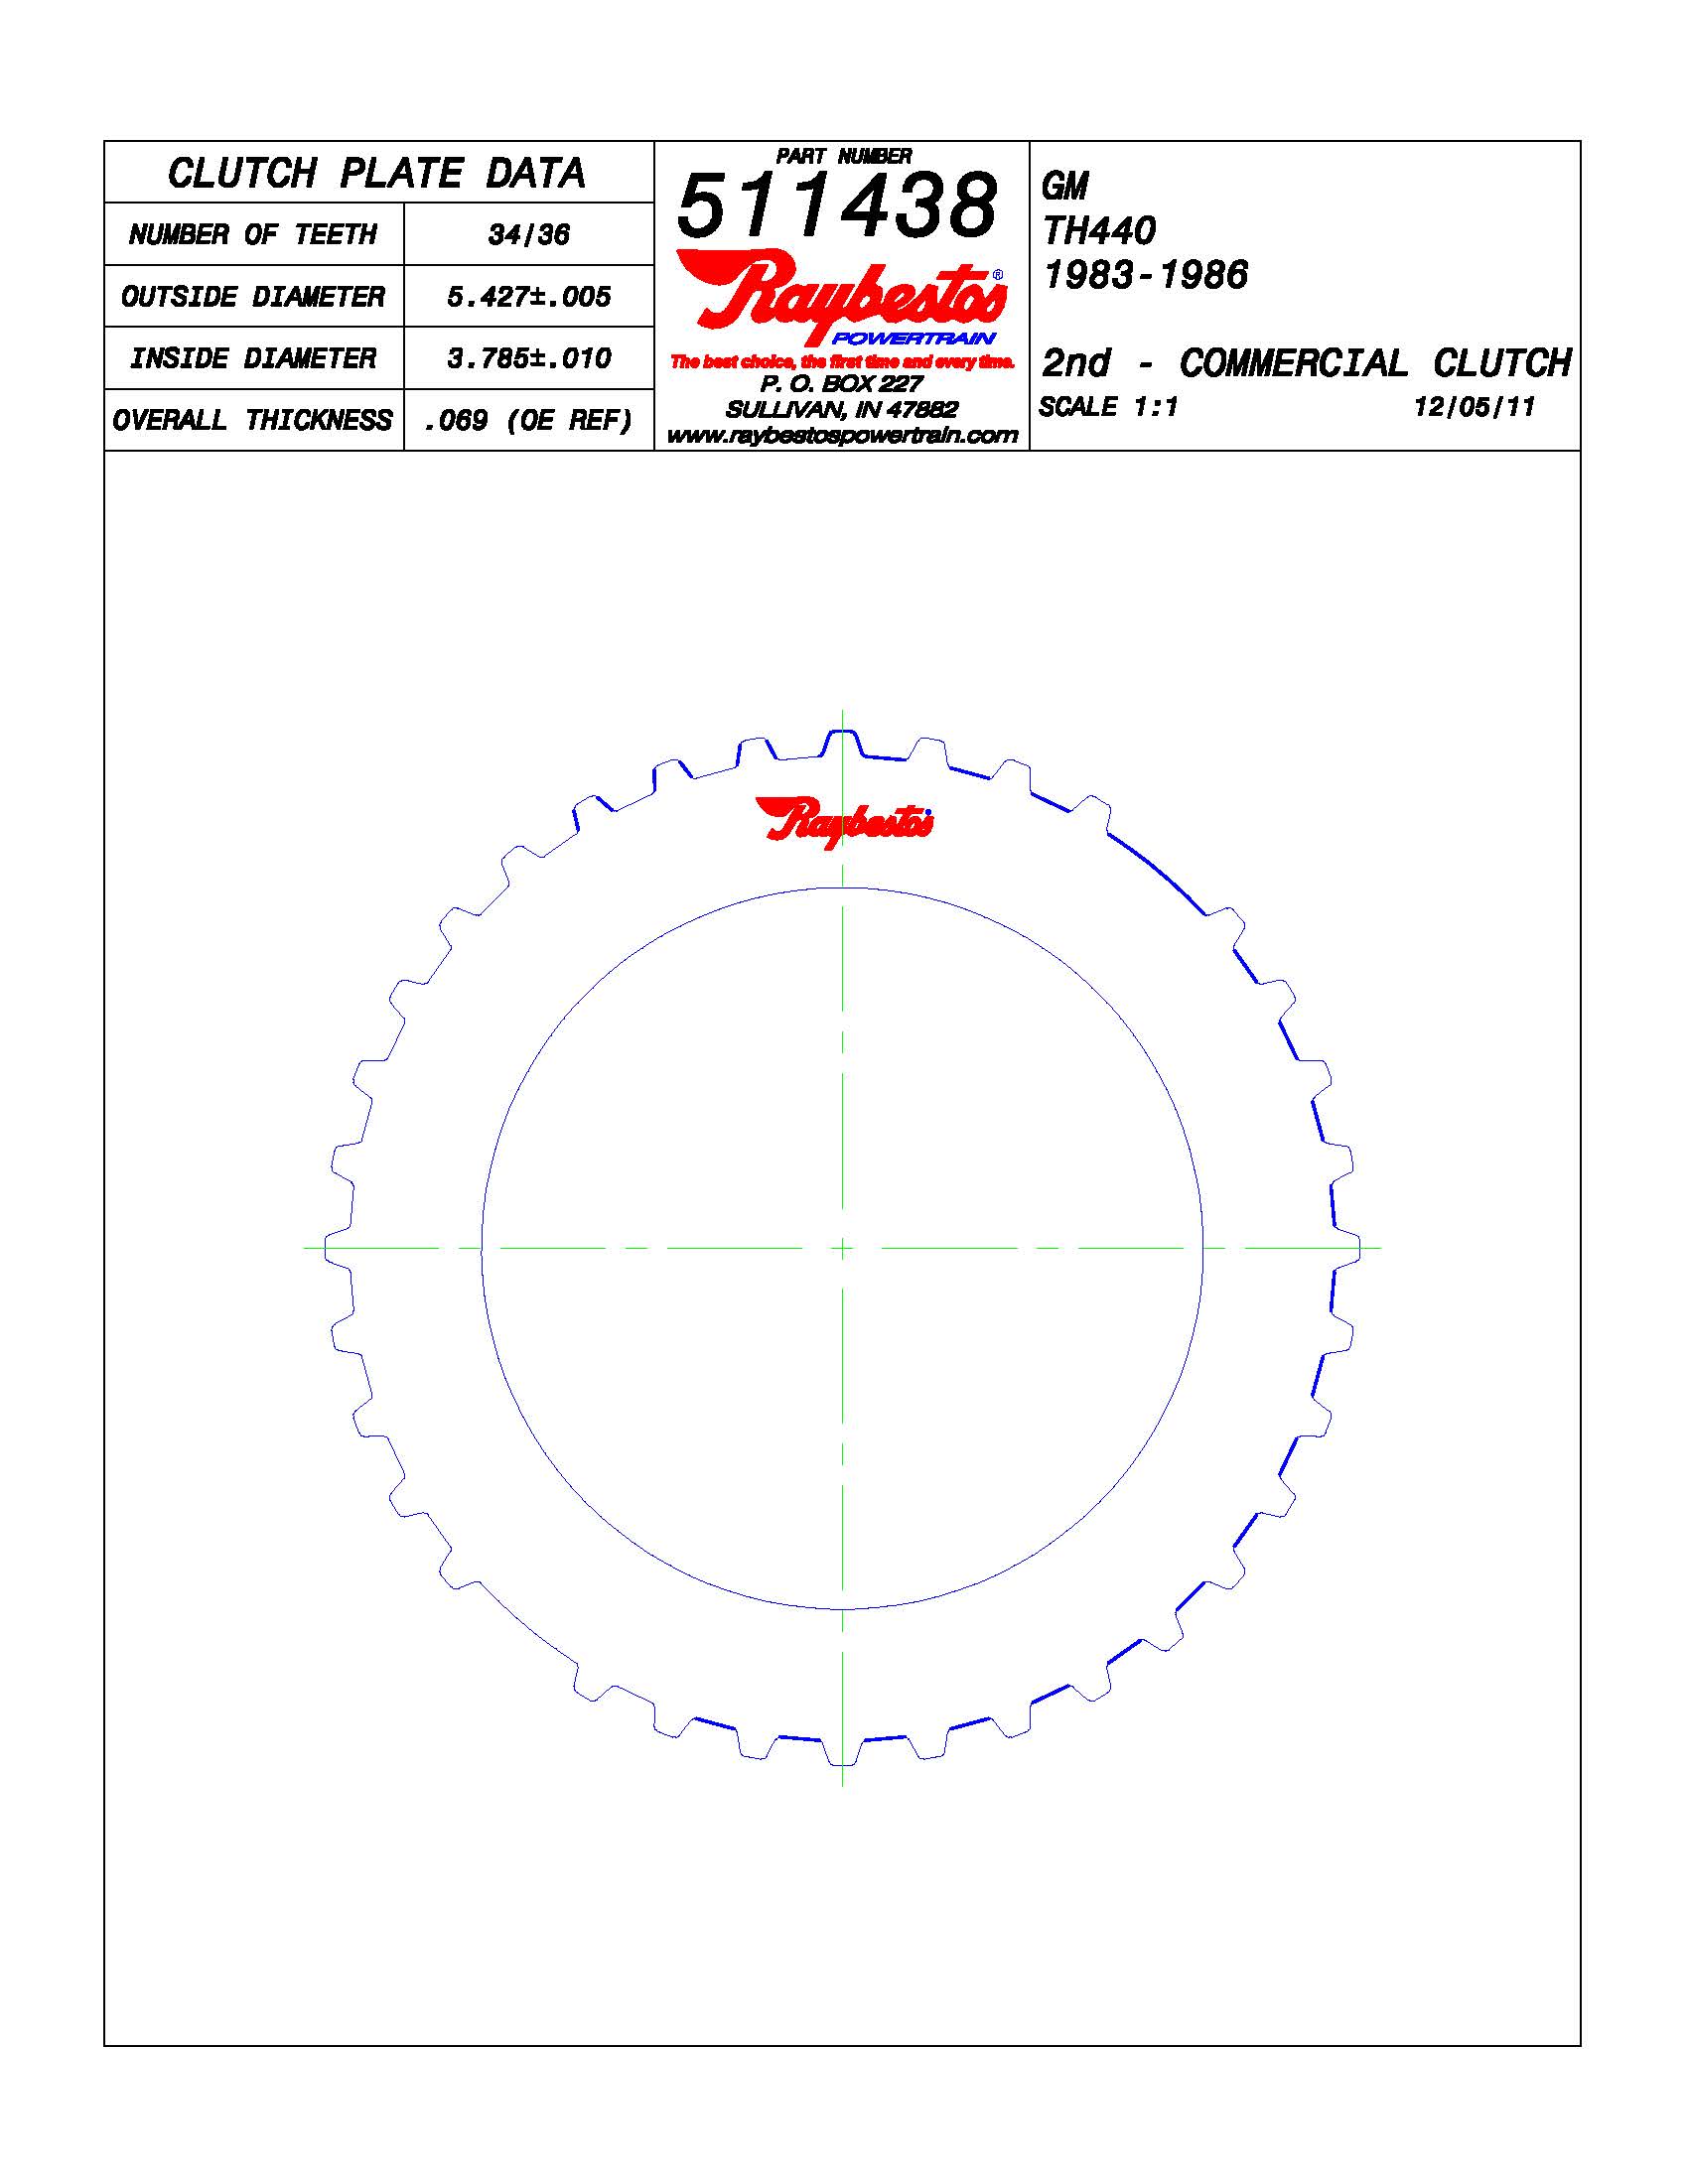 CLUTCH PLATE DATA
NUMBER OF TEETH 34/36
OUTSIDE DIAMETER 5.427±.005
INSIDE DIAMETER 3.785±.010
OVERALL THICKNESS .069 (OE REF)
PART NUMBER
511438
Raybestos®
POWERTRAIN
The best choice, the first time and every time.
P. O. BOX 227
SULLIVAN, IN 47882
www.raybestospowertrain.com
GM
TH440
1983-1986
2nd - COMMERCIAL CLUTCH
SCALE 1:1 12/05/11
Raybestos